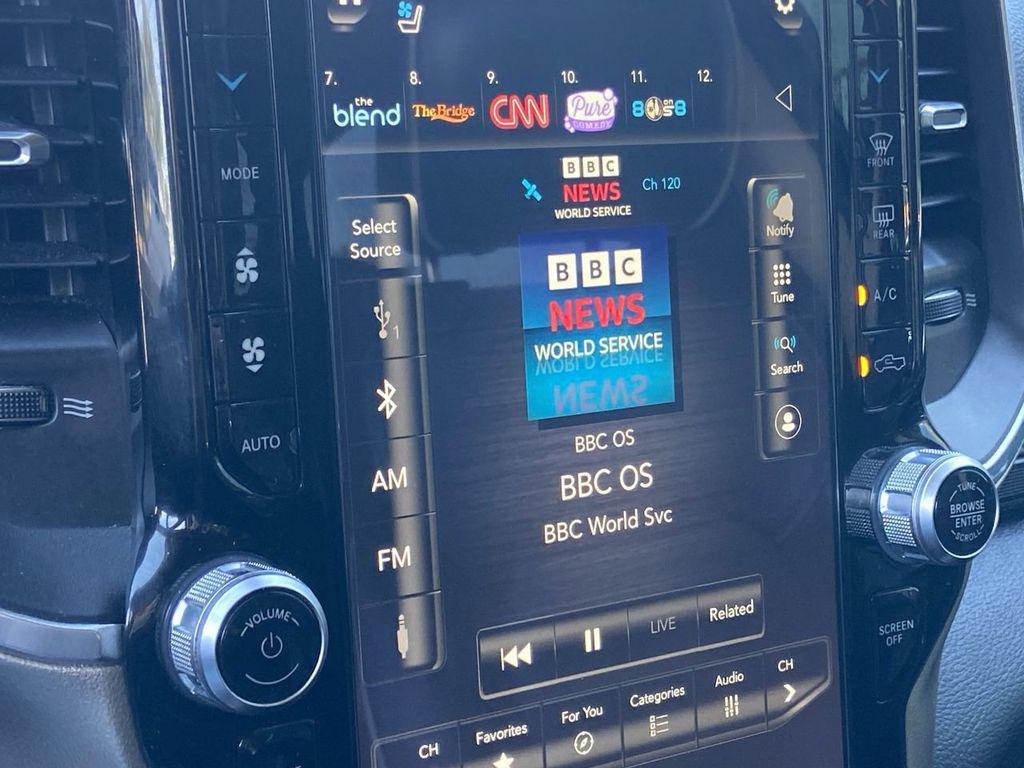 7.
8.
9.
10.
11.
12.
the
blend
The Bridge
CNN
Pure
COMEDY
80s on 8
BBC
NEWS
WORLD SERVICE
Ch 120
Select
Source
1
AM
FM
BBC
NEWS
WORLD SERVICE
BBC OS
BBC OS
BBC World Svc
Notify
Tune
Search
LIVE
Related
CH
Favorites
For You
Categories
Audio
CH
MODE
AUTO
VOLUME
FRONT
REAR
A/C
TUNE
BROWSE
ENTER
SCROLL
SCREEN
OFF